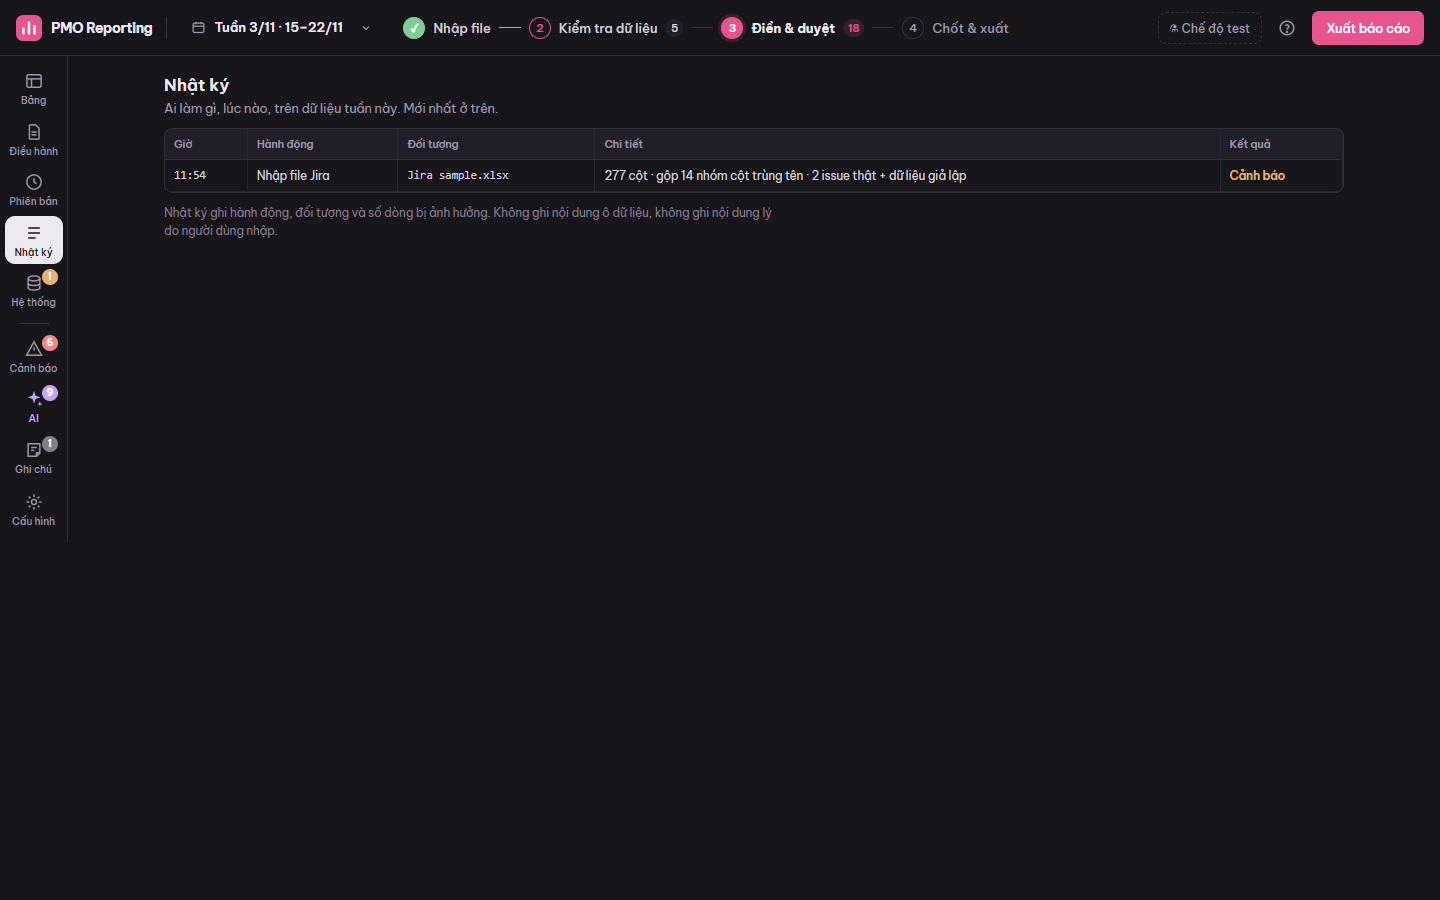 PMO Reporting
Tuần 3/11 · 15–22/11
Nhập file
2 Kiểm tra dữ liệu 5
3 Điền & duyệt 18
4 Chốt & xuất
Chế độ test
Xuất báo cáo
Bảng
Điều hành
Phiên bản
Nhật ký
Hệ thống 1
Cảnh báo 6
AI 9
Ghi chú 1
Cấu hình
Nhật ký
Ai làm gì, lúc nào, trên dữ liệu tuần này. Mới nhất ở trên.
Giờ Hành động Đối tượng Chi tiết Kết quả
11:54 Nhập file Jira Jira sample.xlsx 277 cột · gộp 14 nhóm cột trùng tên · 2 issue thật + dữ liệu giả lập Cảnh báo
Nhật ký ghi hành động, đối tượng và số dòng bị ảnh hưởng. Không ghi nội dung ô dữ liệu, không ghi nội dung lý
do người dùng nhập.